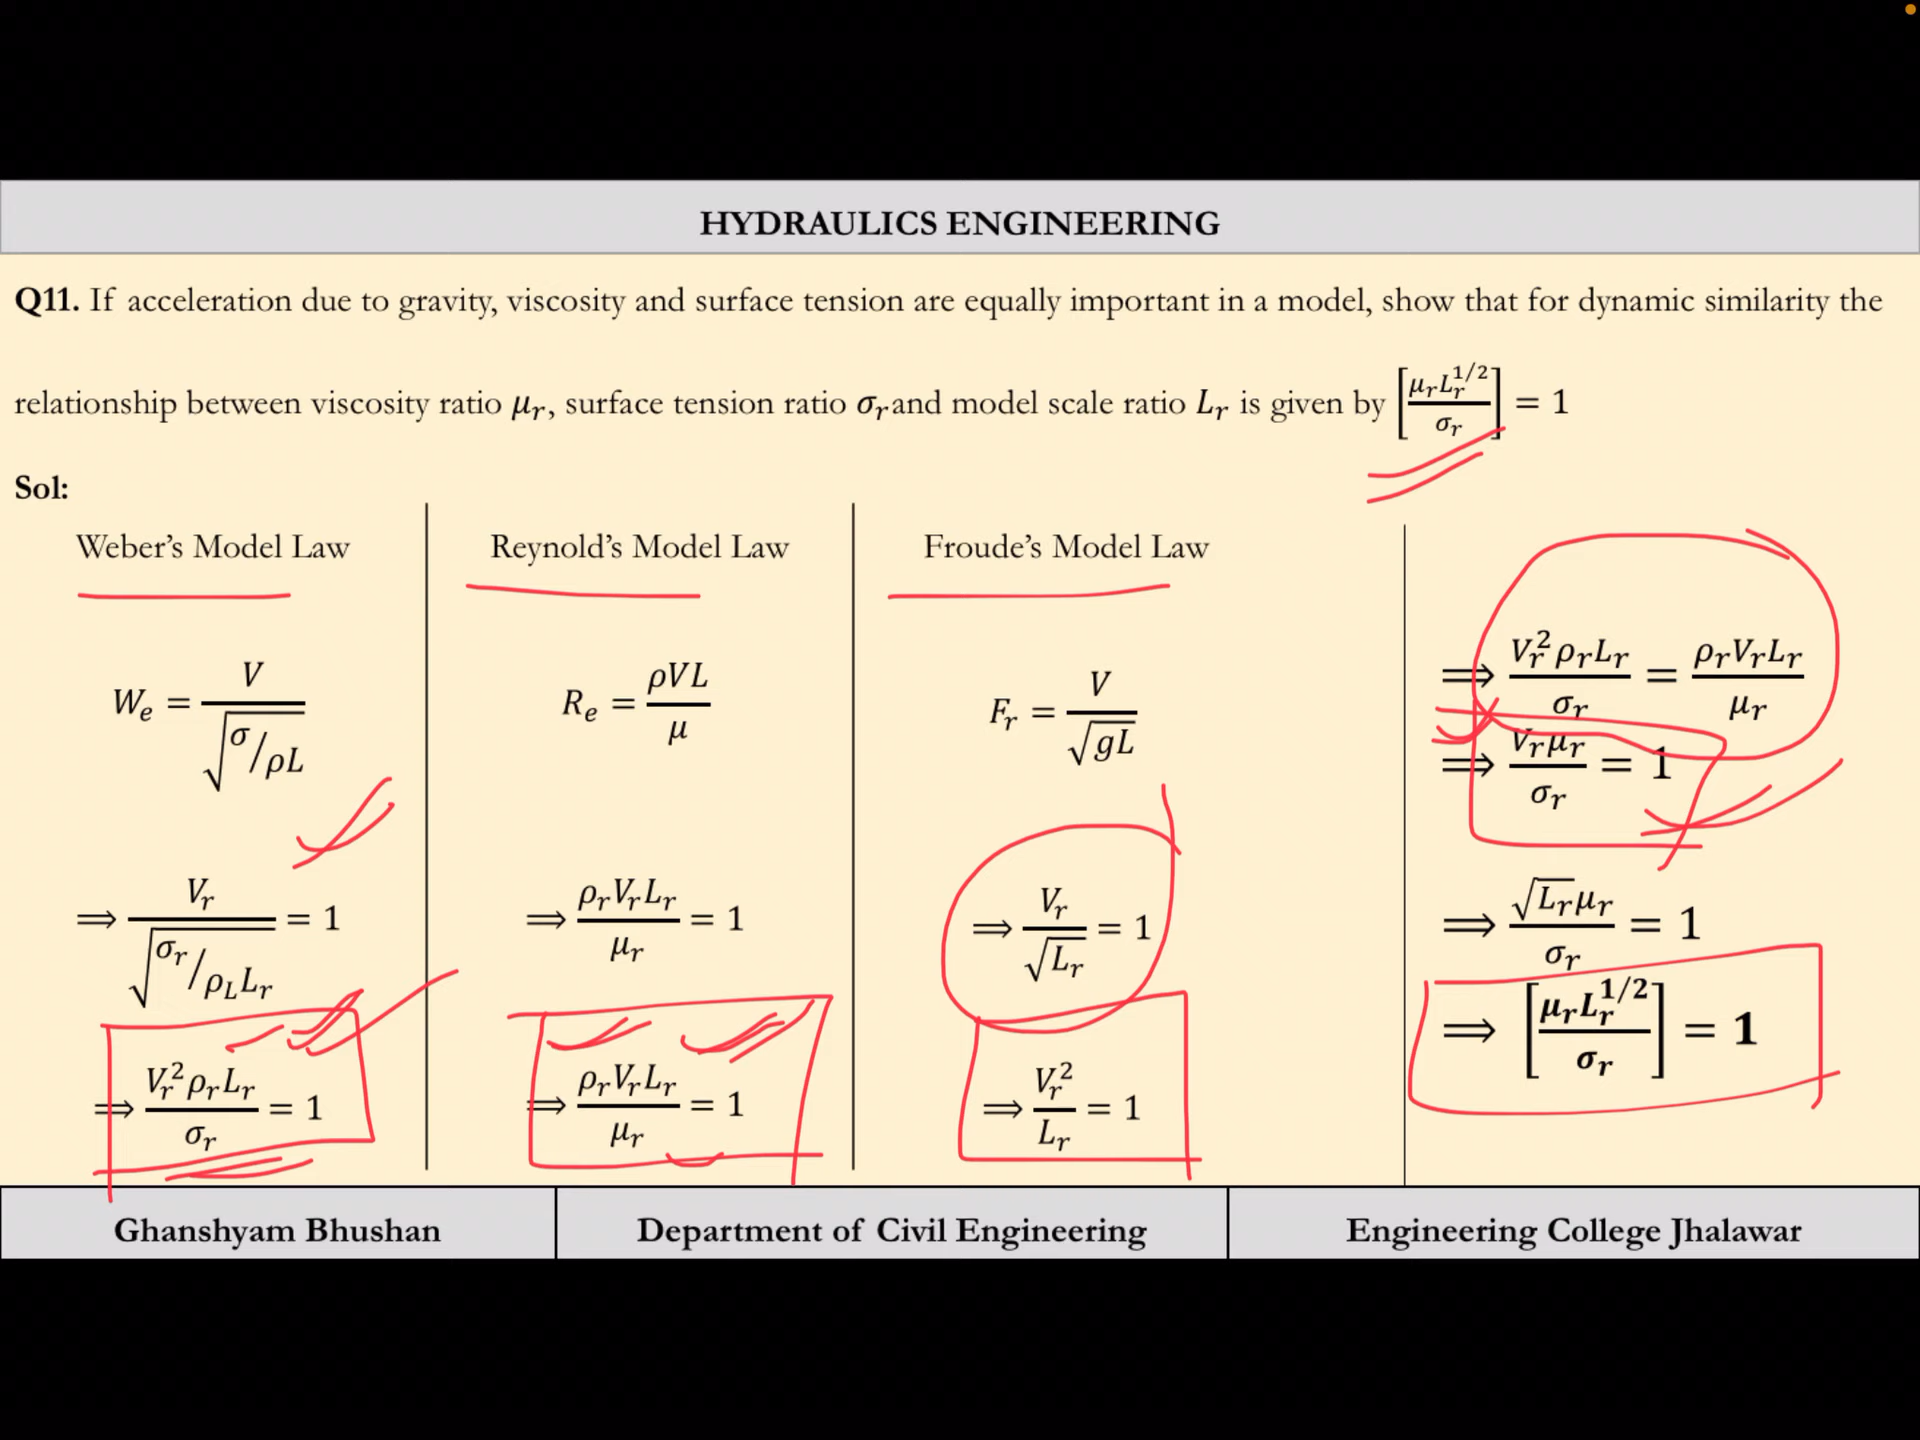 HYDRAULICS ENGINEERING
Q11. If acceleration due to gravity, viscosity and surface tension are equally important in a model, show that for dynamic similarity the
relationship between viscosity ratio μᵣ, surface tension ratio σᵣ and model scale ratio Lᵣ is given by [μᵣLᵣ^(1/2)/σᵣ] = 1
Sol:
Weber's Model Law
Wₑ = V/√(σ/ρL)
⟹ Vᵣ/√(σᵣ/ρ_L Lᵣ) = 1
⟹ Vᵣ²ρᵣLᵣ/σᵣ = 1
Reynold's Model Law
Rₑ = ρVL/μ
⟹ ρᵣVᵣLᵣ/μᵣ = 1
⟹ ρᵣVᵣLᵣ/μᵣ = 1
Froude's Model Law
Fᵣ = V/√(gL)
⟹ Vᵣ/√Lᵣ = 1
⟹ Vᵣ²/Lᵣ = 1
⟹ Vᵣ²ρᵣLᵣ/σᵣ = ρᵣVᵣLᵣ/μᵣ
⟹ Vᵣμᵣ/σᵣ = 1
⟹ √Lᵣ μᵣ/σᵣ = 1
⟹ [μᵣLᵣ^(1/2)/σᵣ] = 1
Ghanshyam Bhushan
Department of Civil Engineering
Engineering College Jhalawar